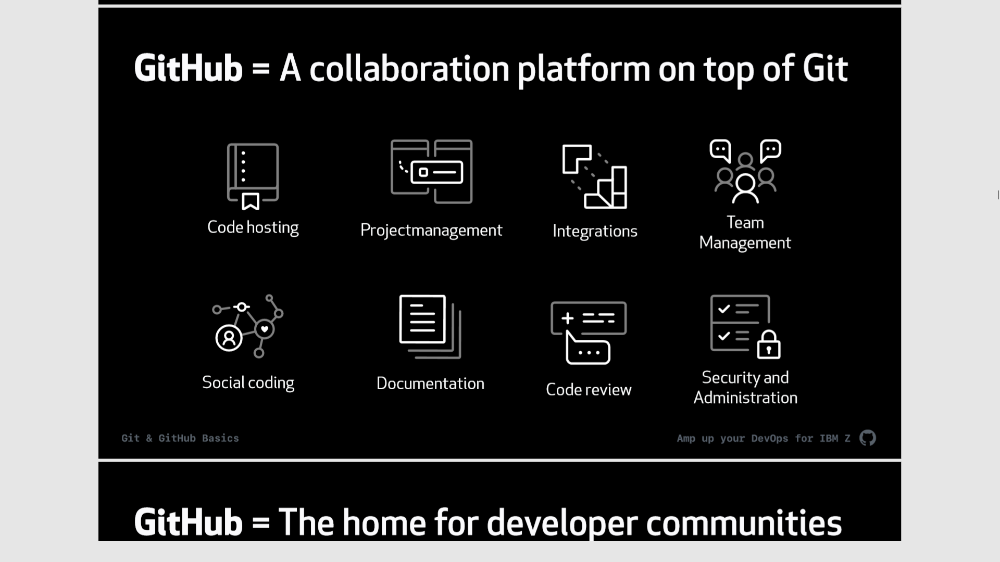 GitHub = A collaboration platform on top of Git
Code hosting
Projectmanagement
Integrations
Team
Management
Social coding
Documentation
Code review
Security and
Administration
Git & GitHub Basics
Amp up your DevOps for IBM Z
GitHub = The home for developer communities